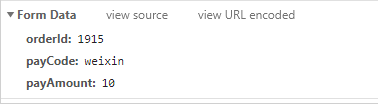 Form Data view source view URL encoded
orderId: 1915
payCode: weixin
payAmount: 10